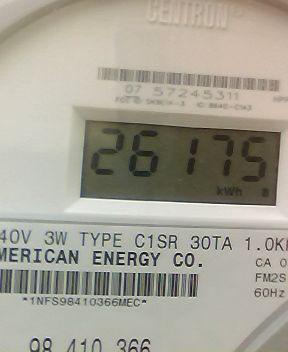 CENTRON®
07 57245311
26175
kWh
40V 3W TYPE C1SR 30TA 1.0K
MERICAN ENERGY CO.
CA 0
FM2S
60Hz
*1NFS98410366MEC*
98 410 366